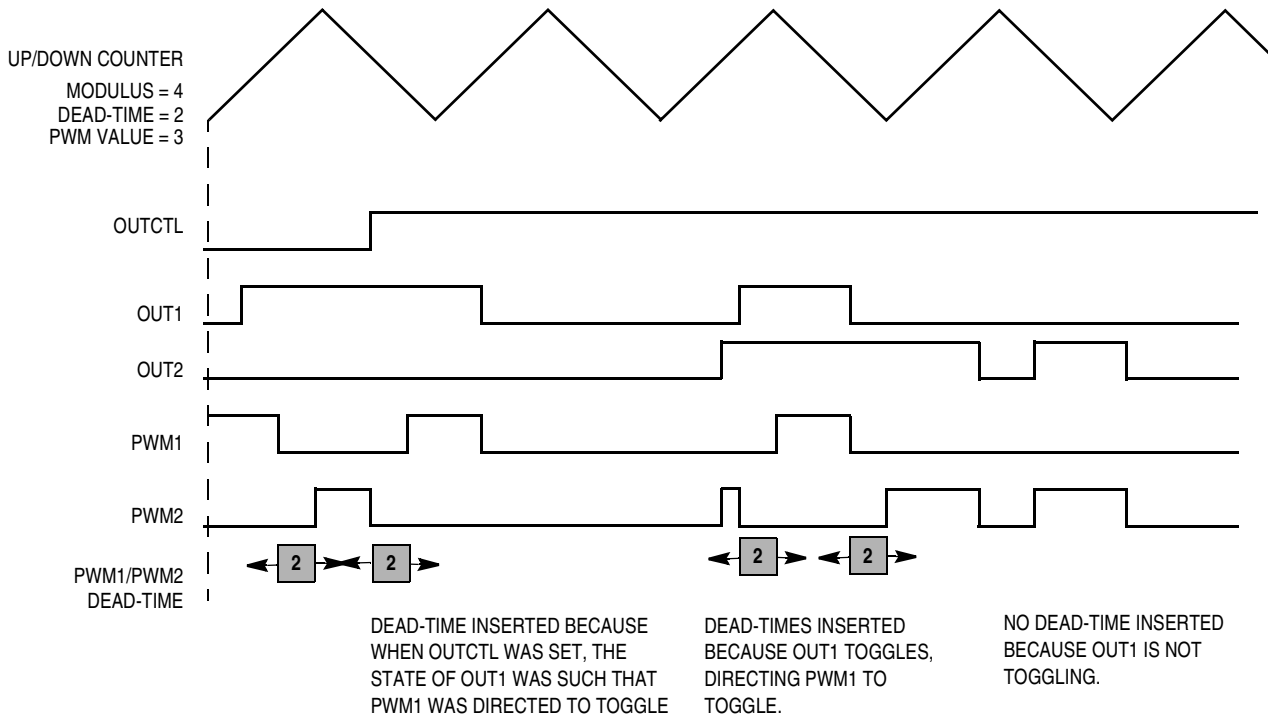 UP/DOWN COUNTER
MODULUS = 4
DEAD-TIME = 2
PWM VALUE = 3
OUTCTL
OUT1
OUT2
PWM1
PWM2
2
2
2
2
PWM1/PWM2
DEAD-TIME
DEAD-TIME INSERTED BECAUSE
WHEN OUTCTL WAS SET, THE
STATE OF OUT1 WAS SUCH THAT
PWM1 WAS DIRECTED TO TOGGLE
DEAD-TIMES INSERTED
BECAUSE OUT1 TOGGLES,
DIRECTING PWM1 TO
TOGGLE.
NO DEAD-TIME INSERTED
BECAUSE OUT1 IS NOT
TOGGLING.